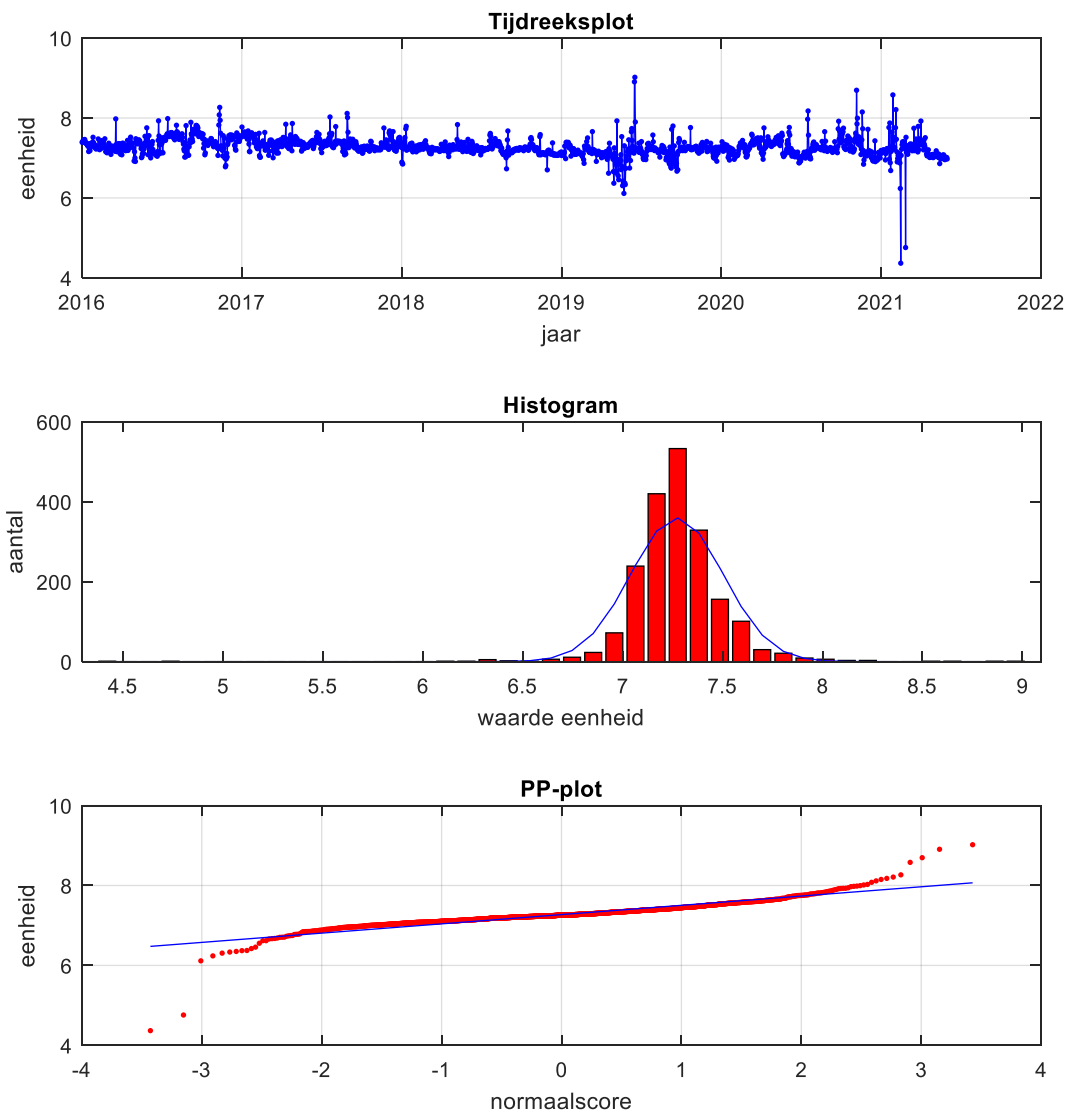 Tijdreeksplot
10
8
6
4
eenheid
2016 2017 2018 2019 2020 2021 2022
jaar
Histogram
600
400
200
0
aantal
4.5 5 5.5 6 6.5 7 7.5 8 8.5 9
waarde eenheid
PP-plot
10
8
6
4
eenheid
-4 -3 -2 -1 0 1 2 3 4
normaalscore